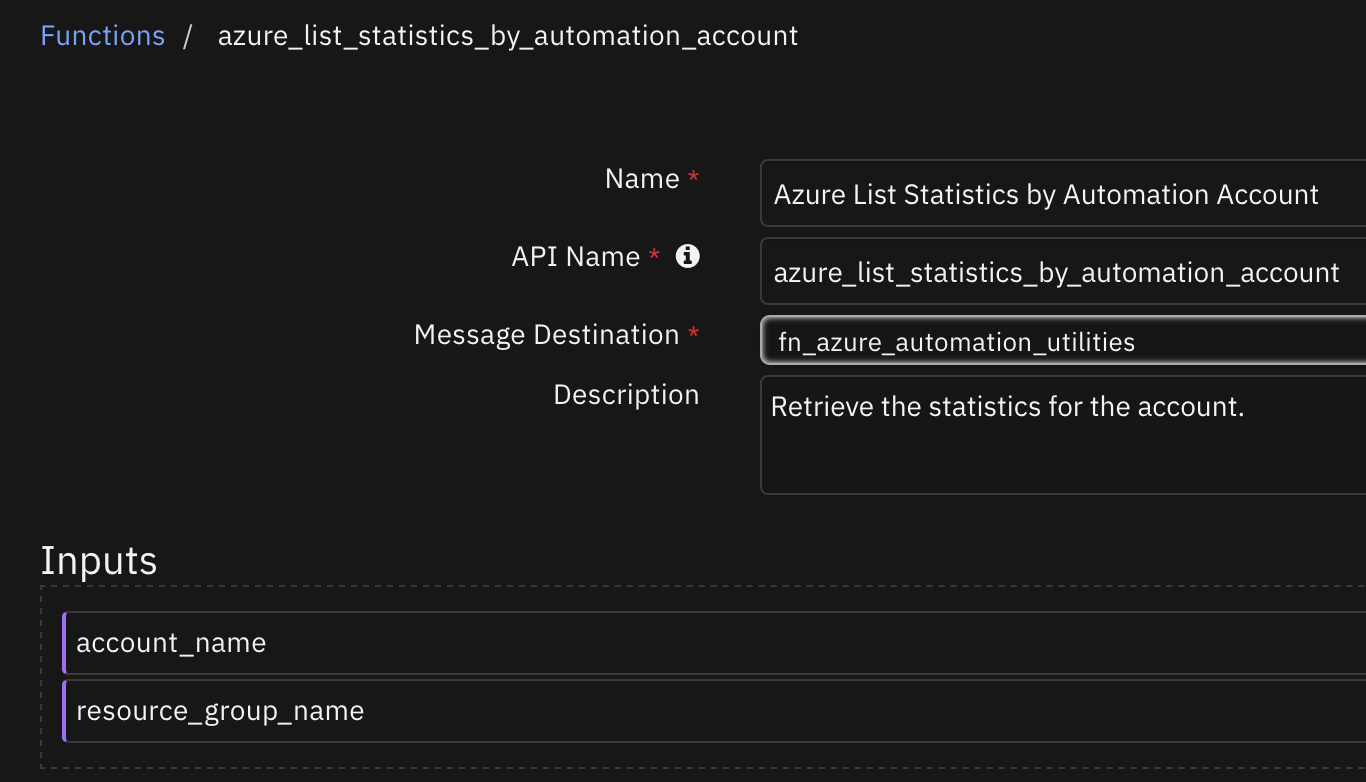 Functions / azure_list_statistics_by_automation_account
Name *
Azure List Statistics by Automation Account
API Name *
azure_list_statistics_by_automation_account
Message Destination *
fn_azure_automation_utilities
Description
Retrieve the statistics for the account.
Inputs
account_name
resource_group_name